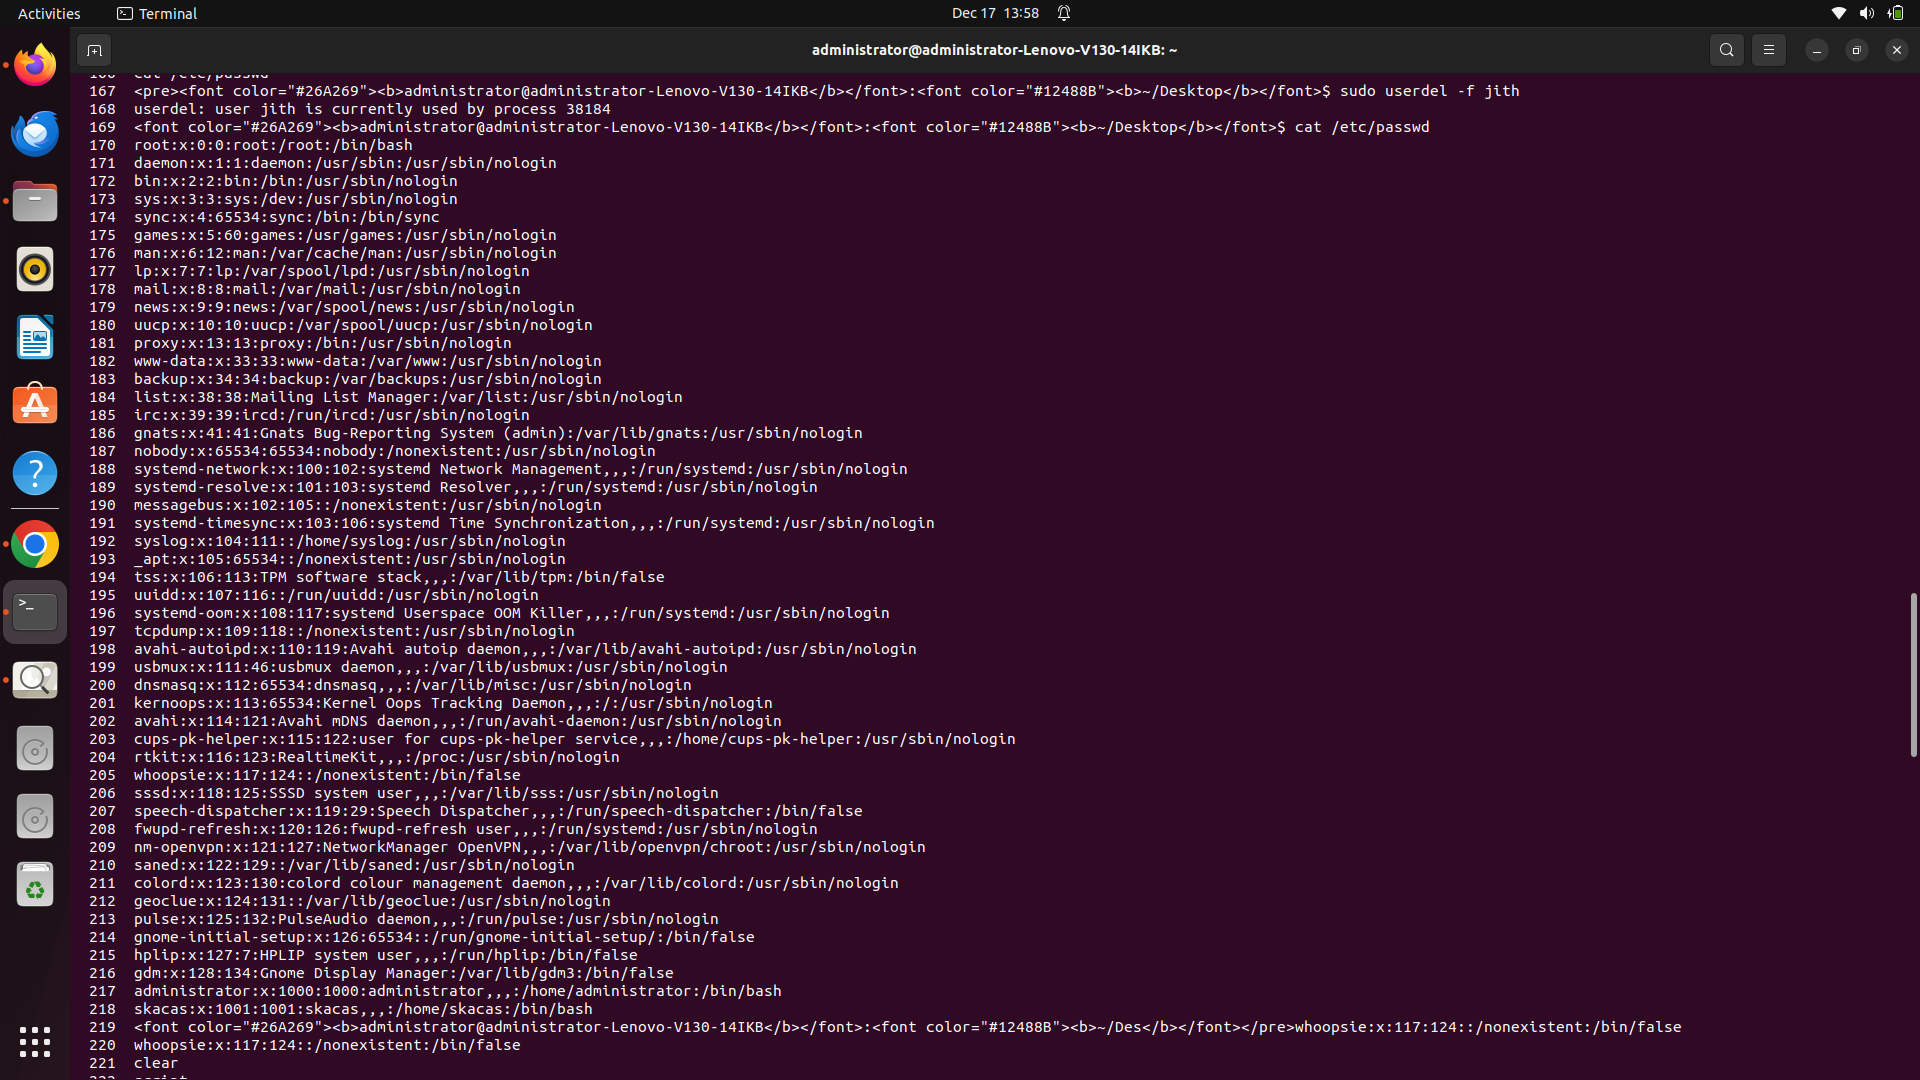 Activities
Terminal
Dec 17 13:58
administrator@administrator-Lenovo-V130-14IKB: ~
166 cat /etc/passwd
167 <pre><font color="#26A269"><b>administrator@administrator-Lenovo-V130-14IKB</b></font>:<font color="#12488B"><b>~/Desktop</b></font>$ sudo userdel -f jith
168 userdel: user jith is currently used by process 38184
169 <font color="#26A269"><b>administrator@administrator-Lenovo-V130-14IKB</b></font>:<font color="#12488B"><b>~/Desktop</b></font>$ cat /etc/passwd
170 root:x:0:0:root:/root:/bin/bash
171 daemon:x:1:1:daemon:/usr/sbin:/usr/sbin/nologin
172 bin:x:2:2:bin:/bin:/usr/sbin/nologin
173 sys:x:3:3:sys:/dev:/usr/sbin/nologin
174 sync:x:4:65534:sync:/bin:/bin/sync
175 games:x:5:60:games:/usr/games:/usr/sbin/nologin
176 man:x:6:12:man:/var/cache/man:/usr/sbin/nologin
177 lp:x:7:7:lp:/var/spool/lpd:/usr/sbin/nologin
178 mail:x:8:8:mail:/var/mail:/usr/sbin/nologin
179 news:x:9:9:news:/var/spool/news:/usr/sbin/nologin
180 uucp:x:10:10:uucp:/var/spool/uucp:/usr/sbin/nologin
181 proxy:x:13:13:proxy:/bin:/usr/sbin/nologin
182 www-data:x:33:33:www-data:/var/www:/usr/sbin/nologin
183 backup:x:34:34:backup:/var/backups:/usr/sbin/nologin
184 list:x:38:38:Mailing List Manager:/var/list:/usr/sbin/nologin
185 irc:x:39:39:ircd:/run/ircd:/usr/sbin/nologin
186 gnats:x:41:41:Gnats Bug-Reporting System (admin):/var/lib/gnats:/usr/sbin/nologin
187 nobody:x:65534:65534:nobody:/nonexistent:/usr/sbin/nologin
188 systemd-network:x:100:102:systemd Network Management,,,:/run/systemd:/usr/sbin/nologin
189 systemd-resolve:x:101:103:systemd Resolver,,,:/run/systemd:/usr/sbin/nologin
190 messagebus:x:102:105::/nonexistent:/usr/sbin/nologin
191 systemd-timesync:x:103:106:systemd Time Synchronization,,,:/run/systemd:/usr/sbin/nologin
192 syslog:x:104:111::/home/syslog:/usr/sbin/nologin
193 _apt:x:105:65534::/nonexistent:/usr/sbin/nologin
194 tss:x:106:113:TPM software stack,,,:/var/lib/tpm:/bin/false
195 uuidd:x:107:116::/run/uuidd:/usr/sbin/nologin
196 systemd-oom:x:108:117:systemd Userspace OOM Killer,,,:/run/systemd:/usr/sbin/nologin
197 tcpdump:x:109:118::/nonexistent:/usr/sbin/nologin
198 avahi-autoipd:x:110:119:Avahi autoip daemon,,,:/var/lib/avahi-autoipd:/usr/sbin/nologin
199 usbmux:x:111:46:usbmux daemon,,,:/var/lib/usbmux:/usr/sbin/nologin
200 dnsmasq:x:112:65534:dnsmasq,,,:/var/lib/misc:/usr/sbin/nologin
201 kernoops:x:113:65534:Kernel Oops Tracking Daemon,,,:/:/usr/sbin/nologin
202 avahi:x:114:121:Avahi mDNS daemon,,,:/run/avahi-daemon:/usr/sbin/nologin
203 cups-pk-helper:x:115:122:user for cups-pk-helper service,,,:/home/cups-pk-helper:/usr/sbin/nologin
204 rtkit:x:116:123:RealtimeKit,,,:/proc:/usr/sbin/nologin
205 whoopsie:x:117:124::/nonexistent:/bin/false
206 sssd:x:118:125:SSSD system user,,,:/var/lib/sss:/usr/sbin/nologin
207 speech-dispatcher:x:119:29:Speech Dispatcher,,,:/run/speech-dispatcher:/bin/false
208 fwupd-refresh:x:120:126:fwupd-refresh user,,,:/run/systemd:/usr/sbin/nologin
209 nm-openvpn:x:121:127:NetworkManager OpenVPN,,,:/var/lib/openvpn/chroot:/usr/sbin/nologin
210 saned:x:122:129::/var/lib/saned:/usr/sbin/nologin
211 colord:x:123:130:colord colour management daemon,,,:/var/lib/colord:/usr/sbin/nologin
212 geoclue:x:124:131::/var/lib/geoclue:/usr/sbin/nologin
213 pulse:x:125:132:PulseAudio daemon,,,:/run/pulse:/usr/sbin/nologin
214 gnome-initial-setup:x:126:65534::/run/gnome-initial-setup/:/bin/false
215 hplip:x:127:7:HPLIP system user,,,:/run/hplip:/bin/false
216 gdm:x:128:134:Gnome Display Manager:/var/lib/gdm3:/bin/false
217 administrator:x:1000:1000:administrator,,,:/home/administrator:/bin/bash
218 skacas:x:1001:1001:skacas,,,:/home/skacas:/bin/bash
219 <font color="#26A269"><b>administrator@administrator-Lenovo-V130-14IKB</b></font>:<font color="#12488B"><b>~/Des</b></font></pre>whoopsie:x:117:124::/nonexistent:/bin/false
220 whoopsie:x:117:124::/nonexistent:/bin/false
221 clear